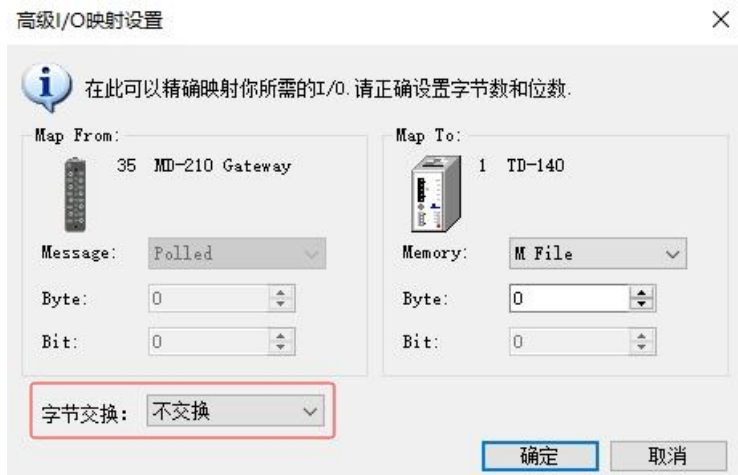 高级I/O映射设置
在此可以精确映射你所需的I/O.请正确设置字节数和位数.
Map From:
35 MD-210 Gateway
Message: Polled
Byte: 0
Bit: 0
Map To:
1 TD-140
Memory: M File
Byte: 0
Bit: 0
字节交换: 不交换
确定 取消